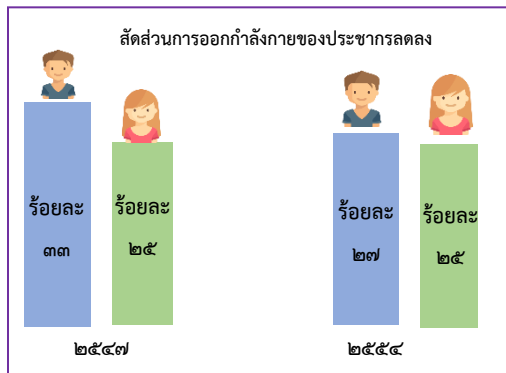 สัดส่วนการออกกำลังกายของประชากรลดลง
ร้อยละ
๓๓
ร้อยละ
๒๕
ร้อยละ
๒๗
ร้อยละ
๒๕
๒๕๔๗
๒๕๕๔